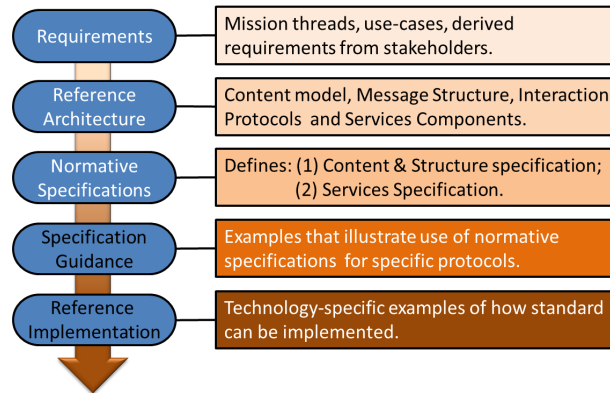 Requirements
Mission threads, use-cases, derived
requirements from stakeholders.
Reference
Architecture
Content model, Message Structure, Interaction
Protocols and Services Components.
Normative
Specifications
Defines: (1) Content & Structure specification;
(2) Services Specification.
Specification
Guidance
Examples that illustrate use of normative
specifications for specific protocols.
Reference
Implementation
Technology-specific examples of how standard
can be implemented.